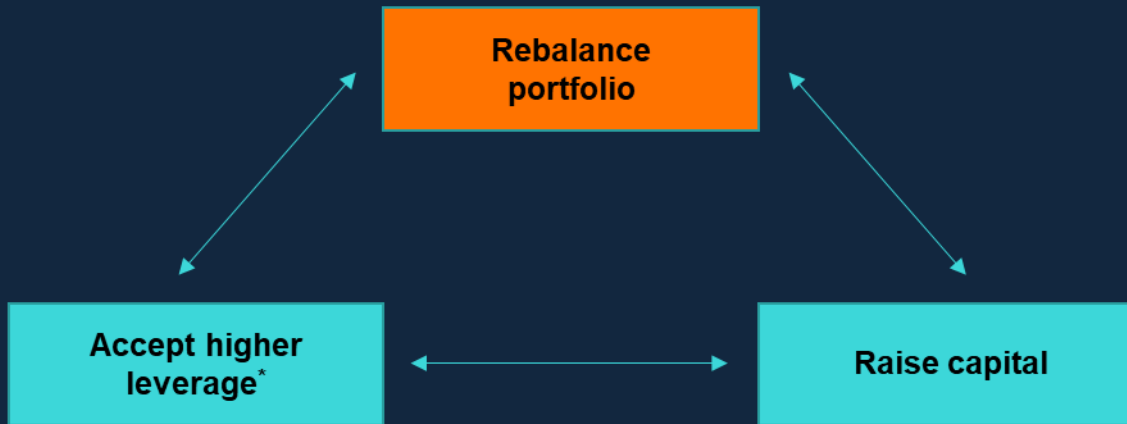 Rebalance
portfolio
Accept higher
leverage*
Raise capital